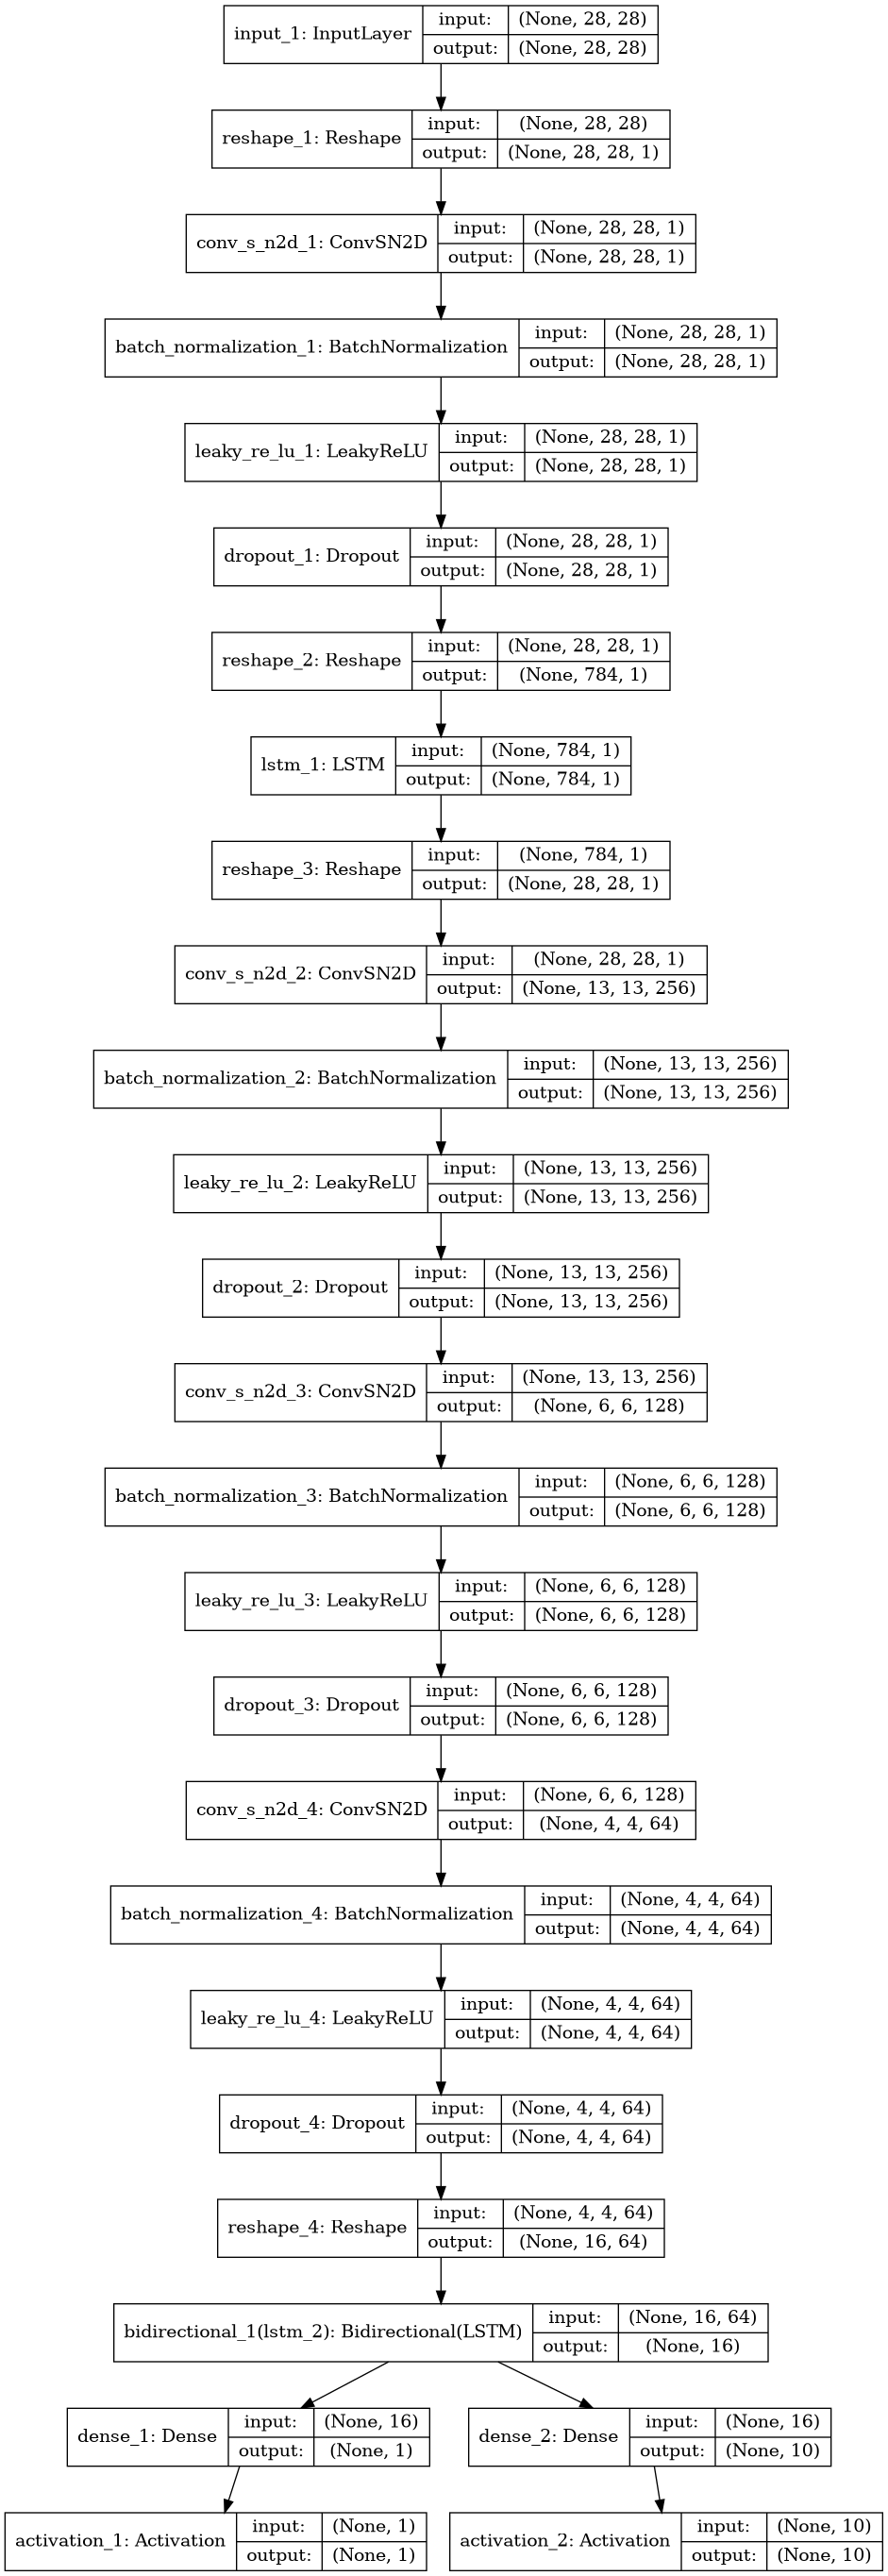 input_1: InputLayer
input: (None, 28, 28)
output: (None, 28, 28)
reshape_1: Reshape
input: (None, 28, 28)
output: (None, 28, 28, 1)
conv_s_n2d_1: ConvSN2D
input: (None, 28, 28, 1)
output: (None, 28, 28, 1)
batch_normalization_1: BatchNormalization
input: (None, 28, 28, 1)
output: (None, 28, 28, 1)
leaky_re_lu_1: LeakyReLU
input: (None, 28, 28, 1)
output: (None, 28, 28, 1)
dropout_1: Dropout
input: (None, 28, 28, 1)
output: (None, 28, 28, 1)
reshape_2: Reshape
input: (None, 28, 28, 1)
output: (None, 784, 1)
lstm_1: LSTM
input: (None, 784, 1)
output: (None, 784, 1)
reshape_3: Reshape
input: (None, 784, 1)
output: (None, 28, 28, 1)
conv_s_n2d_2: ConvSN2D
input: (None, 28, 28, 1)
output: (None, 13, 13, 256)
batch_normalization_2: BatchNormalization
input: (None, 13, 13, 256)
output: (None, 13, 13, 256)
leaky_re_lu_2: LeakyReLU
input: (None, 13, 13, 256)
output: (None, 13, 13, 256)
dropout_2: Dropout
input: (None, 13, 13, 256)
output: (None, 13, 13, 256)
conv_s_n2d_3: ConvSN2D
input: (None, 13, 13, 256)
output: (None, 6, 6, 128)
batch_normalization_3: BatchNormalization
input: (None, 6, 6, 128)
output: (None, 6, 6, 128)
leaky_re_lu_3: LeakyReLU
input: (None, 6, 6, 128)
output: (None, 6, 6, 128)
dropout_3: Dropout
input: (None, 6, 6, 128)
output: (None, 6, 6, 128)
conv_s_n2d_4: ConvSN2D
input: (None, 6, 6, 128)
output: (None, 4, 4, 64)
batch_normalization_4: BatchNormalization
input: (None, 4, 4, 64)
output: (None, 4, 4, 64)
leaky_re_lu_4: LeakyReLU
input: (None, 4, 4, 64)
output: (None, 4, 4, 64)
dropout_4: Dropout
input: (None, 4, 4, 64)
output: (None, 4, 4, 64)
reshape_4: Reshape
input: (None, 4, 4, 64)
output: (None, 16, 64)
bidirectional_1(lstm_2): Bidirectional(LSTM)
input: (None, 16, 64)
output: (None, 16)
dense_1: Dense
input: (None, 16)
output: (None, 1)
dense_2: Dense
input: (None, 16)
output: (None, 10)
activation_1: Activation
input: (None, 1)
output: (None, 1)
activation_2: Activation
input: (None, 10)
output: (None, 10)